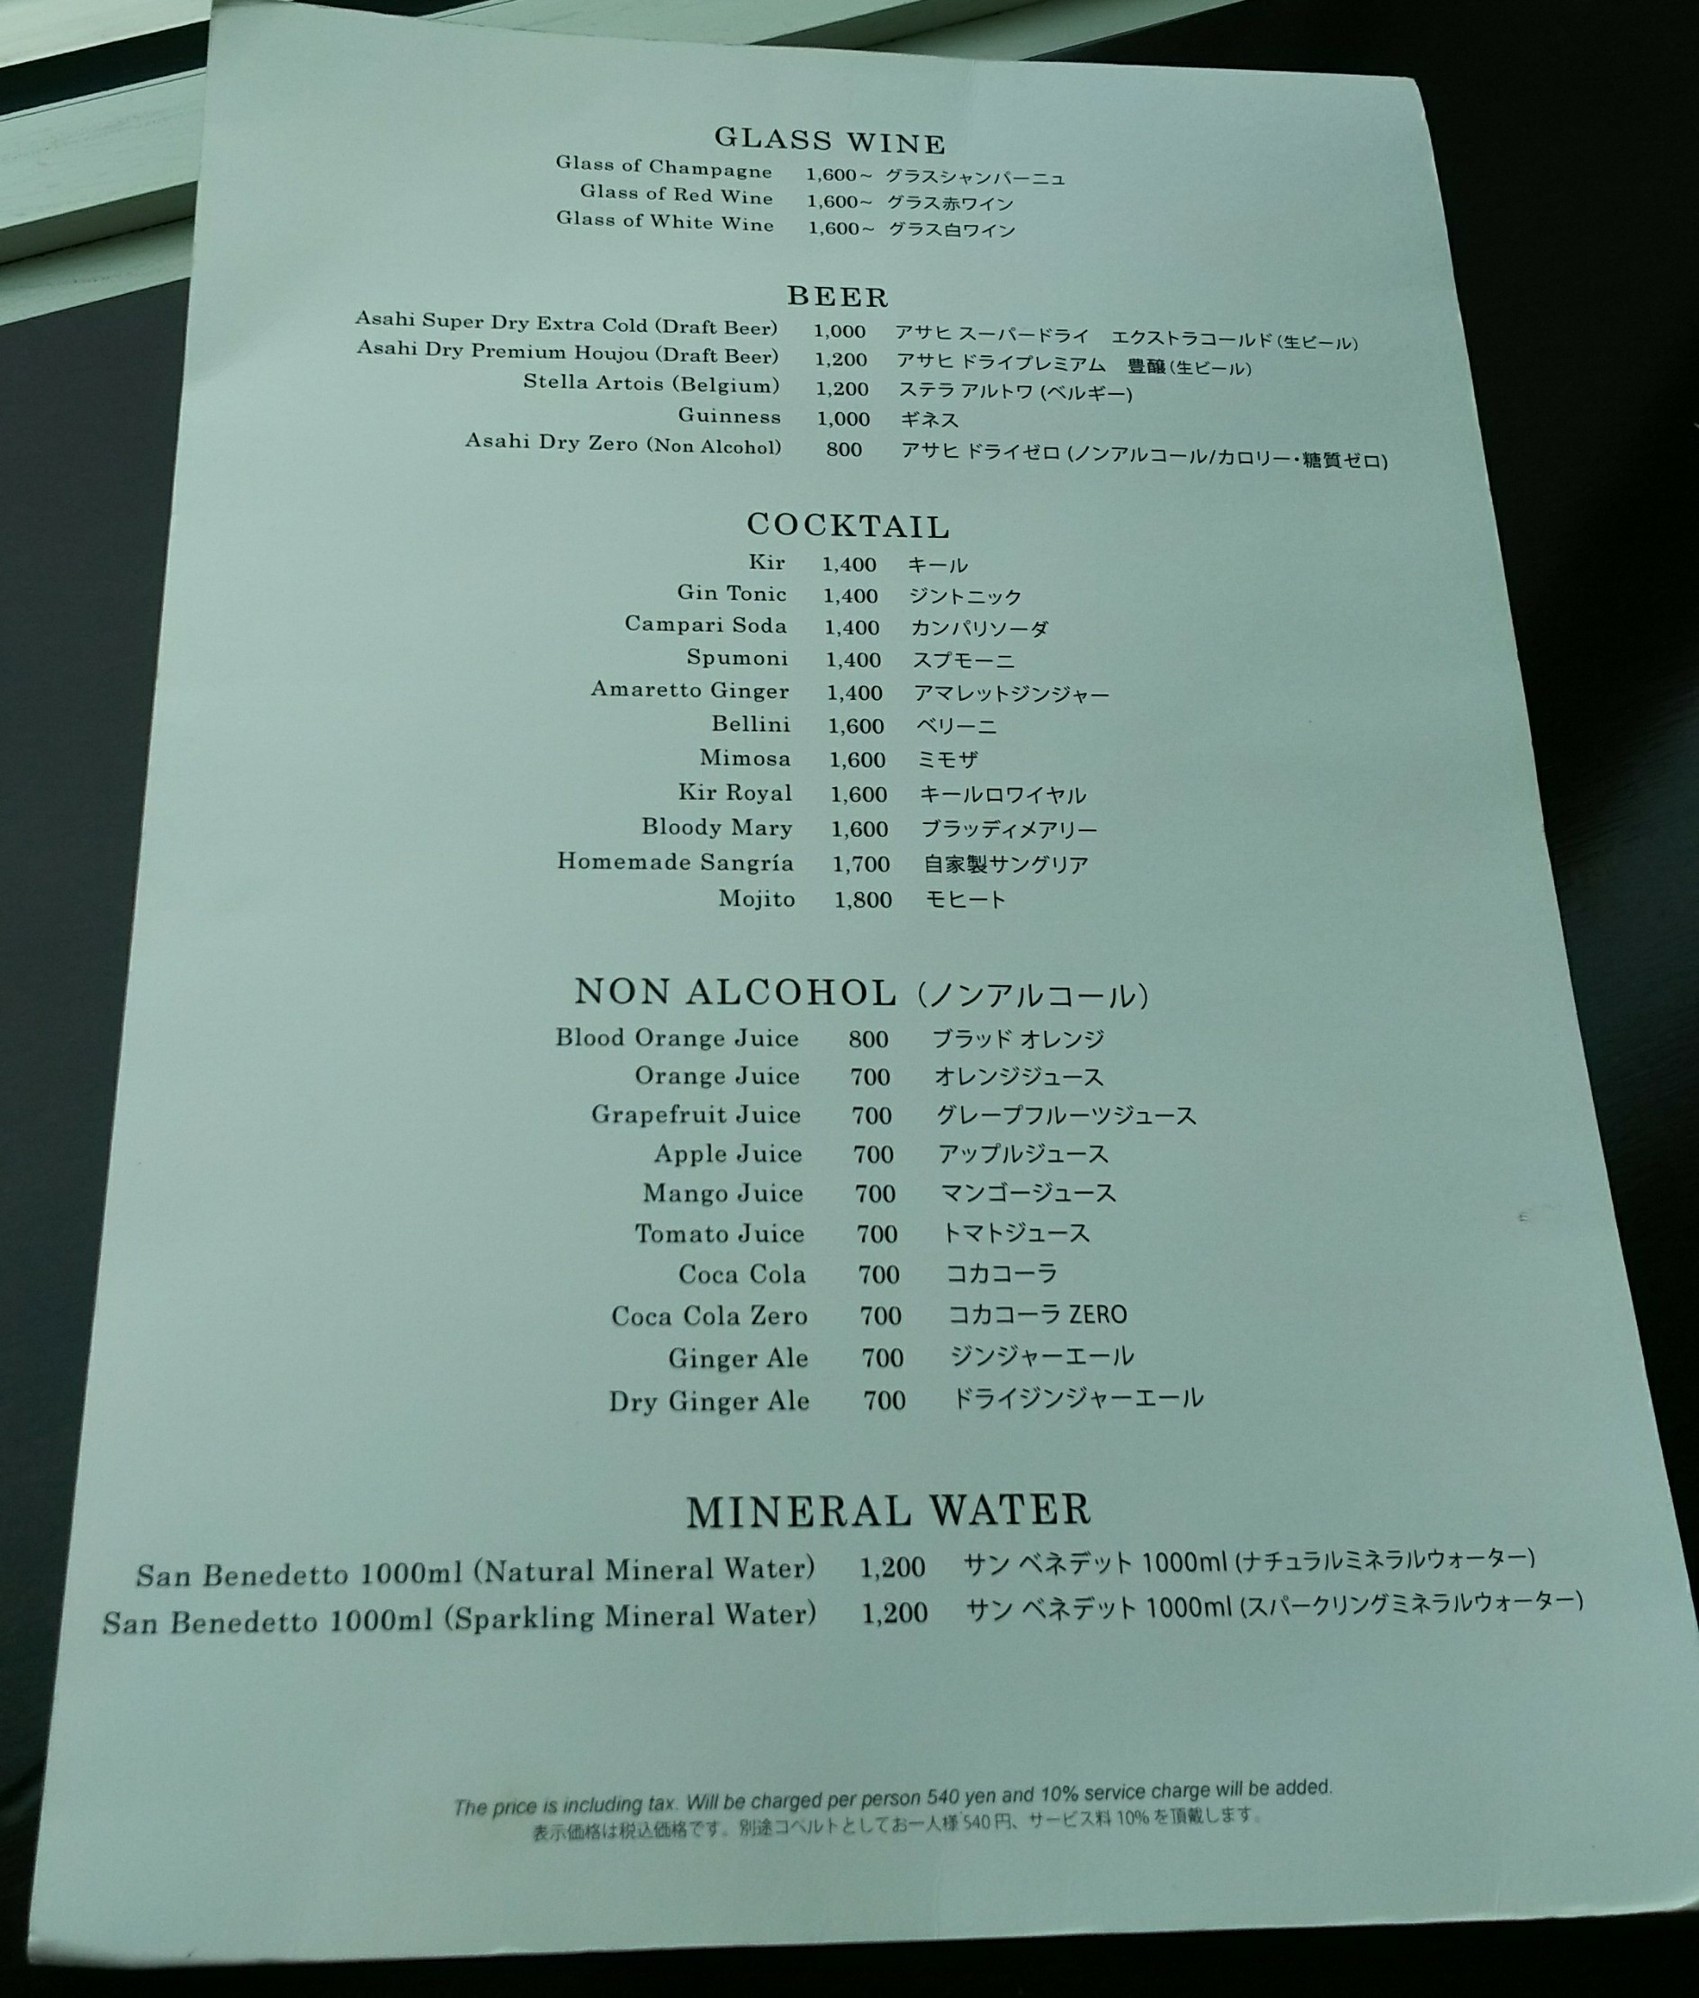 GLASS WINE
Glass of Champagne 1,600~ グラスシャンパーニュ
Glass of Red Wine 1,600~ グラス赤ワイン
Glass of White Wine 1,600~ グラス白ワイン
BEER
Asahi Super Dry Extra Cold (Draft Beer) 1,000 アサヒ スーパードライ エクストラコールド(生ビール)
Asahi Dry Premium Houjou (Draft Beer) 1,200 アサヒ ドライプレミアム 豊醸(生ビール)
Stella Artois (Belgium) 1,200 ステラ アルトワ (ベルギー)
Guinness 1,000 ギネス
Asahi Dry Zero (Non Alcohol) 800 アサヒ ドライゼロ (ノンアルコール/カロリー・糖質ゼロ)
COCKTAIL
Kir 1,400 キール
Gin Tonic 1,400 ジントニック
Campari Soda 1,400 カンパリソーダ
Spumoni 1,400 スプモーニ
Amaretto Ginger 1,400 アマレットジンジャー
Bellini 1,600 ベリーニ
Mimosa 1,600 ミモザ
Kir Royal 1,600 キールロワイヤル
Bloody Mary 1,600 ブラッディメアリー
Homemade Sangría 1,700 自家製サングリア
Mojito 1,800 モヒート
NON ALCOHOL (ノンアルコール)
Blood Orange Juice 800 ブラッド オレンジ
Orange Juice 700 オレンジジュース
Grapefruit Juice 700 グレープフルーツジュース
Apple Juice 700 アップルジュース
Mango Juice 700 マンゴージュース
Tomato Juice 700 トマトジュース
Coca Cola 700 コカコーラ
Coca Cola Zero 700 コカコーラ ZERO
Ginger Ale 700 ジンジャーエール
Dry Ginger Ale 700 ドライジンジャーエール
MINERAL WATER
San Benedetto 1000ml (Natural Mineral Water) 1,200 サン ベネデット 1000ml (ナチュラルミネラルウォーター)
San Benedetto 1000ml (Sparkling Mineral Water) 1,200 サン ベネデット 1000ml (スパークリングミネラルウォーター)
The price is including tax. Will be charged per person 540 yen and 10% service charge will be added.
表示価格は税込価格です。別途コペルトとしてお一人様540円、サービス料10%を頂戴します。